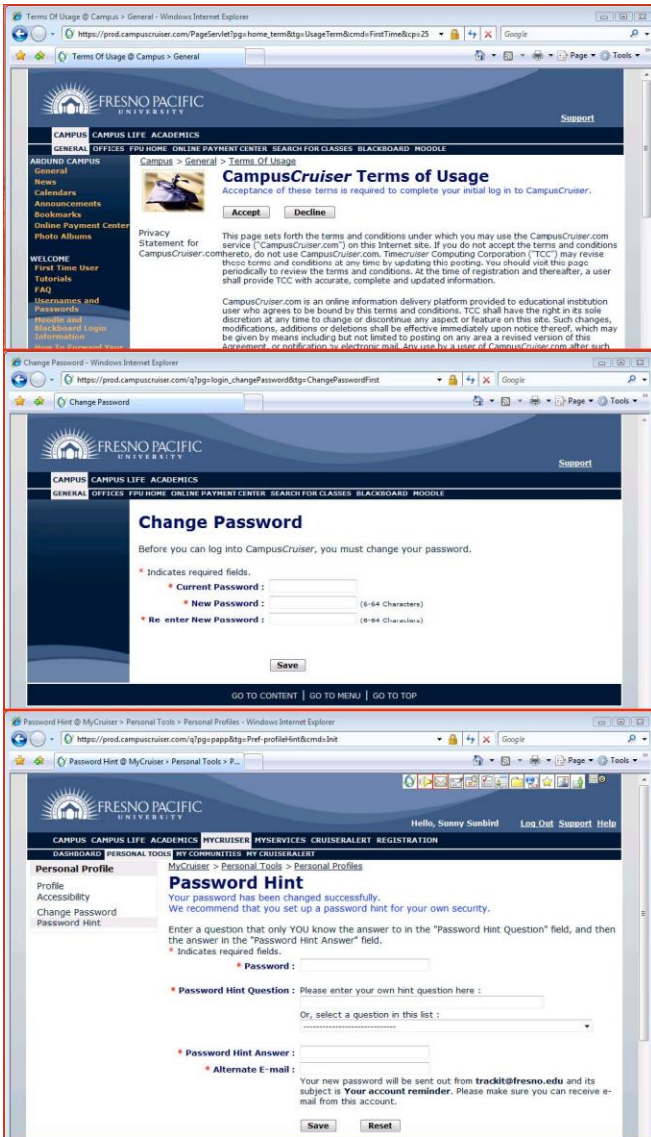 Terms Of Usage @ Campus > General - Windows Internet Explorer
https://prod.campuscruiser.com/PageServlet?pg=home_term&tg=UsageTerm&cmd=FirstTime&cp=25
Google
Terms Of Usage @ Campus > General
Page
Tools
FRESNO PACIFIC
UNIVERSITY
Support
CAMPUS CAMPUS LIFE ACADEMICS
GENERAL OFFICES FPU HOME ONLINE PAYMENT CENTER SEARCH FOR CLASSES BLACKBOARD MOODLE
AROUND CAMPUS
General
News
Calendars
Announcements
Bookmarks
Online Payment Center
Photo Albums
WELCOME
First Time User
Tutorials
FAQ
Usernames and
Passwords
Moodle and
Blackboard Login
Information
How To Forward Your
Campus > General > Terms Of Usage
CampusCruiser Terms of Usage
Acceptance of these terms is required to complete your initial log in to CampusCruiser.
Accept Decline
Privacy
Statement for
CampusCruiser.com
This page sets forth the terms and conditions under which you may use the CampusCruiser.com
service ("CampusCruiser.com") on this Internet site. If you do not accept the terms and conditions
hereto, do not use CampusCruiser.com. Timecruiser Computing Corporation ("TCC") may revise
these terms and conditions at any time by updating this posting. You should visit this page
periodically to review the terms and conditions. At the time of registration and thereafter, a user
shall provide TCC with accurate, complete and updated information.
CampusCruiser.com is an online information delivery platform provided to educational institution
user who agrees to be bound by this terms and conditions. TCC shall have the right in its sole
discretion at any time to change or discontinue any aspect or feature on this site. Such changes,
modifications, additions or deletions shall be effective immediately upon notice thereof, which may
be given by means including but not limited to posting on any area a revised version of this
Agreement, or notification by electronic mail. Any use by a user of CampusCruiser.com after such
Change Password - Windows Internet Explorer
https://prod.campuscruiser.com/q?pg=login_changePassword&tg=ChangePasswordFirst
Google
Change Password
Page
Tools
FRESNO PACIFIC
UNIVERSITY
Support
CAMPUS CAMPUS LIFE ACADEMICS
GENERAL OFFICES FPU HOME ONLINE PAYMENT CENTER SEARCH FOR CLASSES BLACKBOARD MOODLE
Change Password
Before you can log into CampusCruiser, you must change your password.
* Indicates required fields.
* Current Password :
* New Password : (6-64 Characters)
* Re enter New Password : (6-64 Characters)
Save
GO TO CONTENT | GO TO MENU | GO TO TOP
Password Hint @ MyCruiser > Personal Tools > Personal Profiles - Windows Internet Explorer
https://prod.campuscruiser.com/q?pg=papp&tg=Pref-profileHint&cmd=Init
Google
Password Hint @ MyCruiser > Personal Tools > P...
Page
Tools
FRESNO PACIFIC
UNIVERSITY
Hello, Sunny Sunbird Log Out Support Help
CAMPUS CAMPUS LIFE ACADEMICS MYCRUISER MYSERVICES CRUISERALERT REGISTRATION
DASHBOARD PERSONAL TOOLS MY COMMUNITIES MY CRUISERALERT
Personal Profile
Profile
Accessibility
Change Password
Password Hint
MyCruiser > Personal Tools > Personal Profiles
Password Hint
Your password has been changed successfully.
We recommend that you set up a password hint for your own security.
Enter a question that only YOU know the answer to in the "Password Hint Question" field, and then
the answer in the "Password Hint Answer" field.
* Indicates required fields.
* Password :
* Password Hint Question : Please enter your own hint question here :
Or, select a question in this list :
----------------------------
* Password Hint Answer :
* Alternate E-mail :
Your new password will be sent out from trackit@fresno.edu and its
subject is Your account reminder. Please make sure you can receive e-
mail from this account.
Save Reset